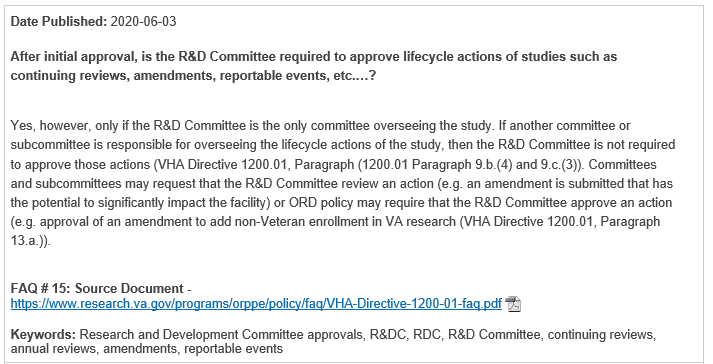 Date Published: 2020-06-03
After initial approval, is the R&D Committee required to approve lifecycle actions of studies such as
continuing reviews, amendments, reportable events, etc.…?
Yes, however, only if the R&D Committee is the only committee overseeing the study. If another committee or
subcommittee is responsible for overseeing the lifecycle actions of the study, then the R&D Committee is not required
to approve those actions (VHA Directive 1200.01, Paragraph (1200.01 Paragraph 9.b.(4) and 9.c.(3)). Committees
and subcommittees may request that the R&D Committee review an action (e.g. an amendment is submitted that has
the potential to significantly impact the facility) or ORD policy may require that the R&D Committee approve an action
(e.g. approval of an amendment to add non-Veteran enrollment in VA research (VHA Directive 1200.01, Paragraph
13.a.)).
FAQ # 15: Source Document -
https://www.research.va.gov/programs/orppe/policy/faq/VHA-Directive-1200-01-faq.pdf
Keywords: Research and Development Committee approvals, R&DC, RDC, R&D Committee, continuing reviews,
annual reviews, amendments, reportable events